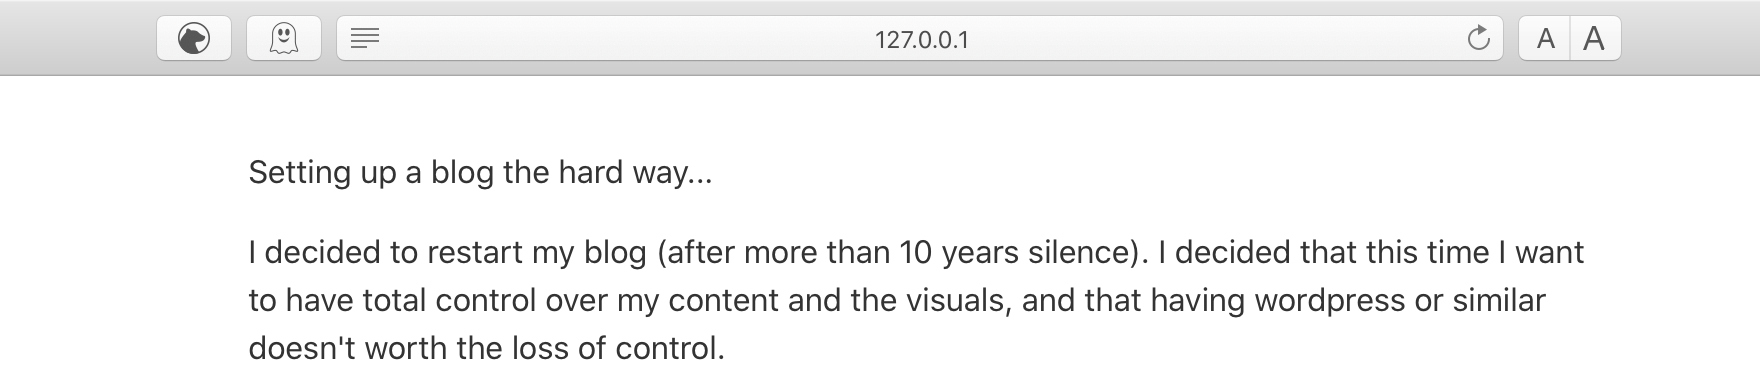 127.0.0.1
A A
Setting up a blog the hard way...
I decided to restart my blog (after more than 10 years silence). I decided that this time I want
to have total control over my content and the visuals, and that having wordpress or similar
doesn't worth the loss of control.